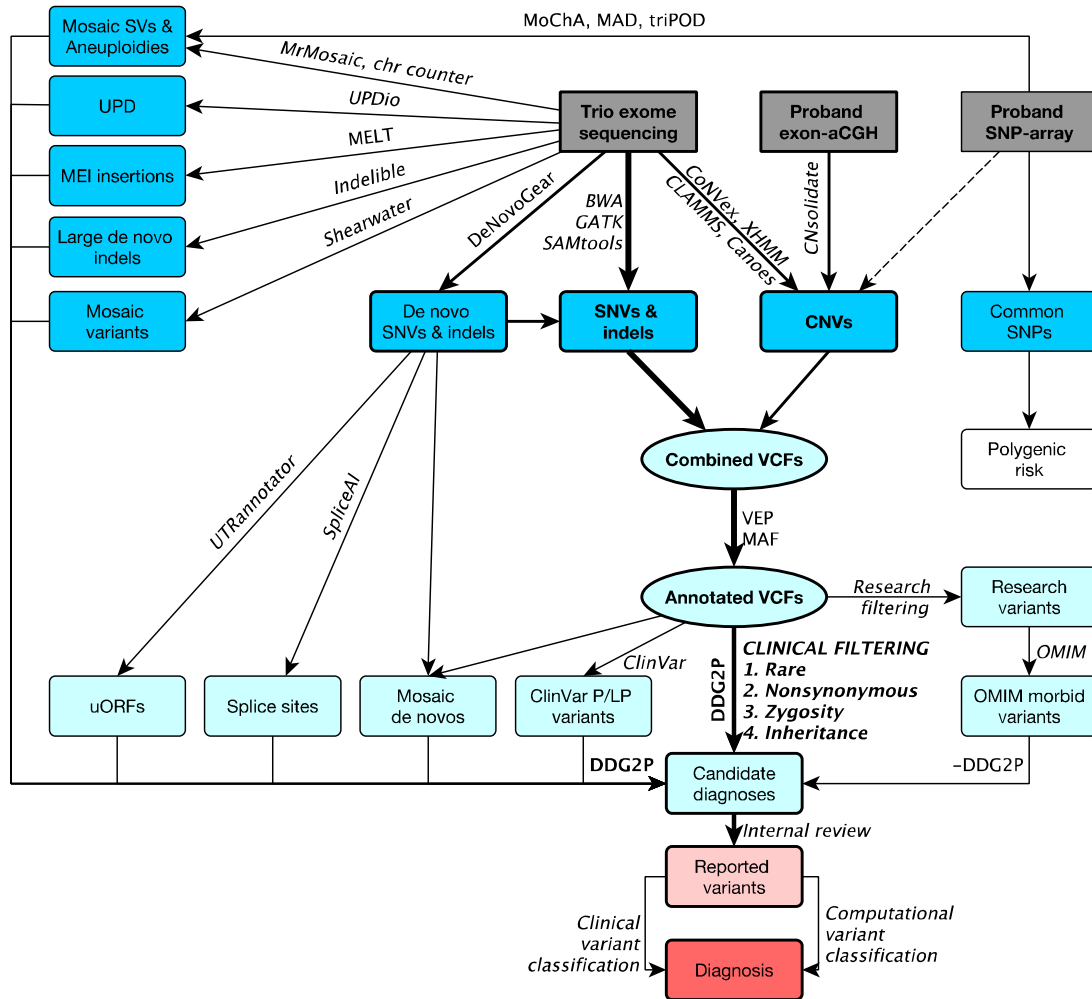 MoChA, MAD, triPOD
Mosaic SVs &
Aneuploidies
MrMosaic, chr counter
UPD
UPDio
Trio exome
sequencing
Proband
exon-aCGH
Proband
SNP-array
MELT
MEI insertions
Indelible
Large de novo
indels
Shearwater
Mosaic
variants
DeNovoGear
BWA
GATK
SAMtools
CoNVex, XHMM
CLAMMS, Canoes
CNsolidate
De novo
SNVs & indels
SNVs &
indels
CNVs
Common
SNPs
Combined VCFs
Polygenic
risk
UTRannotator
SpliceAI
VEP
MAF
Annotated VCFs
Research
filtering
Research
variants
ClinVar
DDG2P
CLINICAL FILTERING
1. Rare
2. Nonsynonymous
3. Zygosity
4. Inheritance
OMIM
uORFs
Splice sites
Mosaic
de novos
ClinVar P/LP
variants
OMIM morbid
variants
DDG2P
Candidate
diagnoses
–DDG2P
Internal review
Reported
variants
Clinical
variant
classification
Computational
variant
classification
Diagnosis